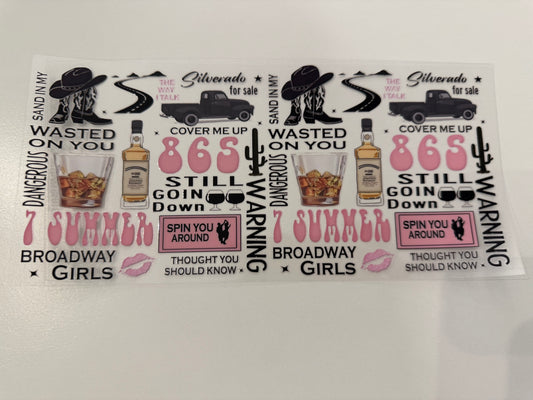 SAND IN MY
THE
WAY
I TALK
Silverado
for sale
WASTED
ON YOU
COVER ME UP
DANGEROUS
865
STILL
GOIN
Down
WARNING
7 SUMMER
SPIN YOU
AROUND
BROADWAY
GIRLS
THOUGHT YOU
SHOULD KNOW
SAND IN MY
THE
WAY
I TALK
Silverado
for sale
WASTED
ON YOU
COVER ME UP
DANGEROUS
865
STILL
GOIN
Down
WARNING
7 SUMMER
SPIN YOU
AROUND
BROADWAY
GIRLS
THOUGHT YOU
SHOULD KNOW